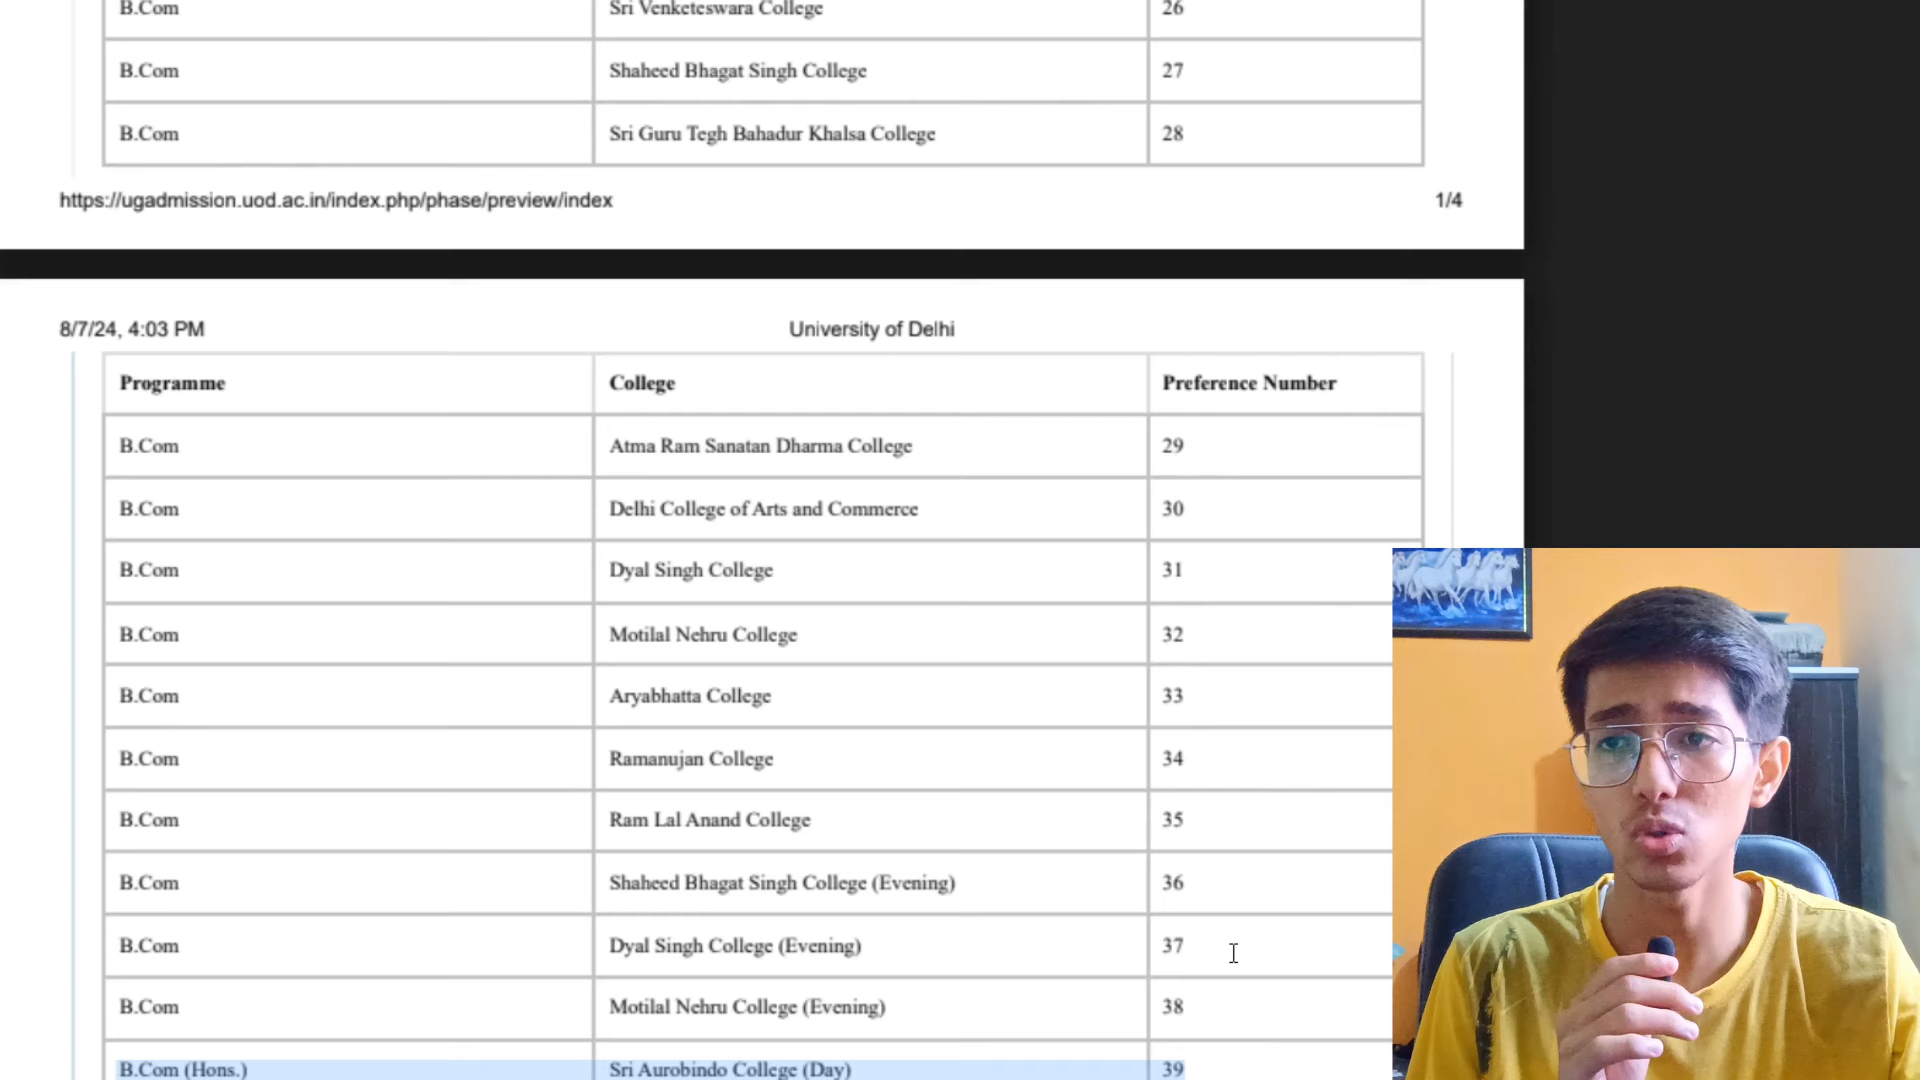 B.Com Sri Venketeswara College 26
B.Com Shaheed Bhagat Singh College 27
B.Com Sri Guru Tegh Bahadur Khalsa College 28
https://ugadmission.uod.ac.in/index.php/phase/preview/index 1/4
8/7/24, 4:03 PM University of Delhi
Programme College Preference Number
B.Com Atma Ram Sanatan Dharma College 29
B.Com Delhi College of Arts and Commerce 30
B.Com Dyal Singh College 31
B.Com Motilal Nehru College 32
B.Com Aryabhatta College 33
B.Com Ramanujan College 34
B.Com Ram Lal Anand College 35
B.Com Shaheed Bhagat Singh College (Evening) 36
B.Com Dyal Singh College (Evening) 37
B.Com Motilal Nehru College (Evening) 38
B.Com (Hons.) Sri Aurobindo College (Day) 39